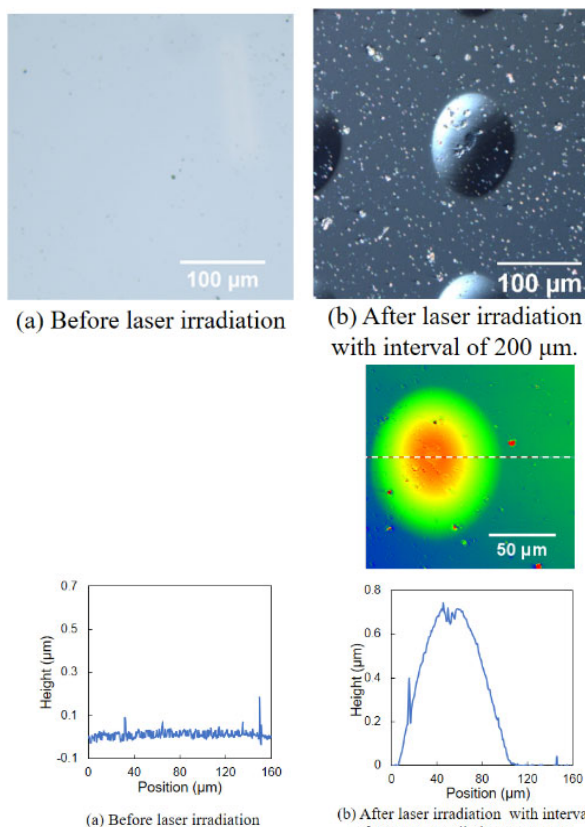 100 μm
100 μm
(a) Before laser irradiation
(b) After laser irradiation
with interval of 200 μm.
50 μm
0.7
0.5
0.3
0.1
-0.1
Height (μm)
0 40 80 120 160
Position (μm)
0.8
0.6
0.4
0.2
0
Height (μm)
0 40 80 120 160
Position (μm)
(a) Before laser irradiation
(b) After laser irradiation with interval